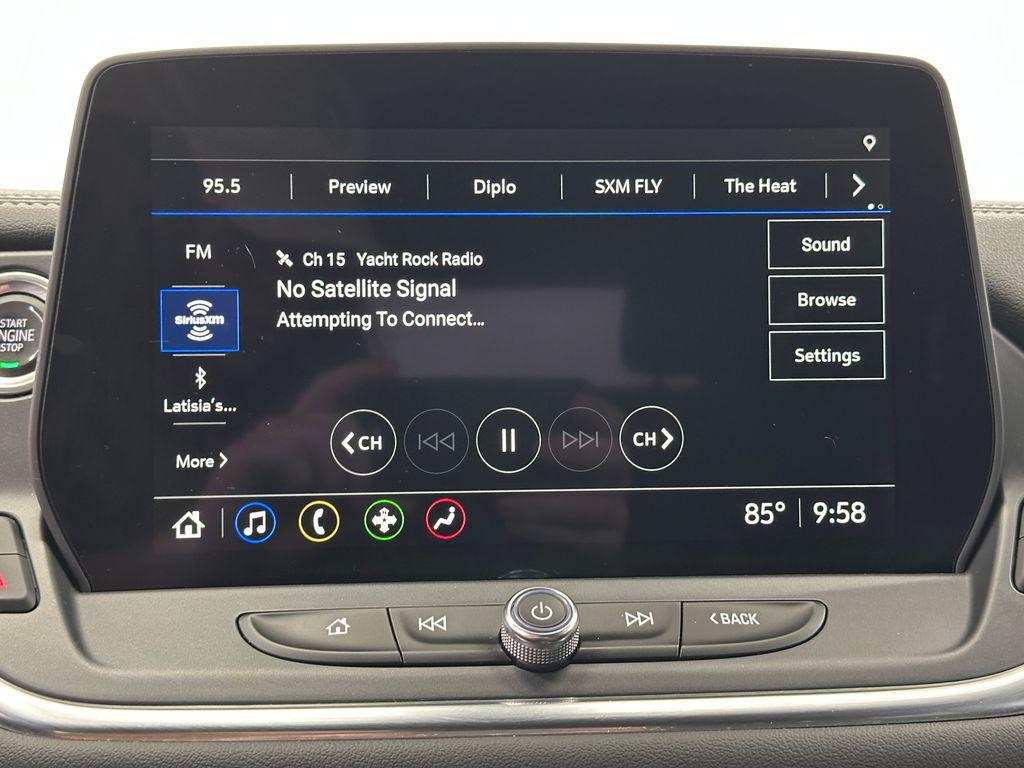 95.5 Preview Diplo SXM FLY The Heat
FM
SiriusXM
Latisia's...
More
Ch 15 Yacht Rock Radio
No Satellite Signal
Attempting To Connect...
Sound
Browse
Settings
CH
CH
85° 9:58
START
ENGINE
STOP
BACK